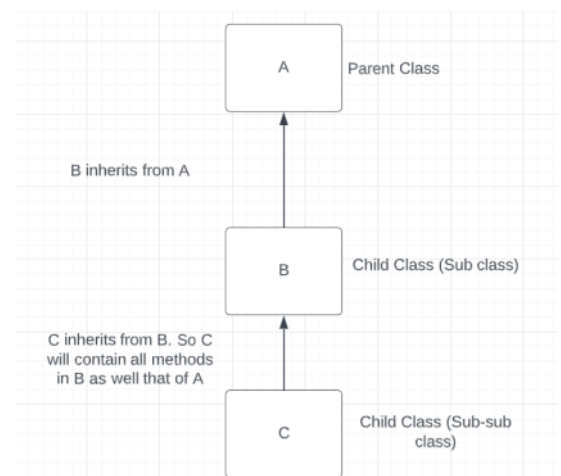 A
Parent Class
B inherits from A
B
Child Class (Sub class)
C inherits from B. So C
will contain all methods
in B as well that of A
C
Child Class (Sub-sub
class)